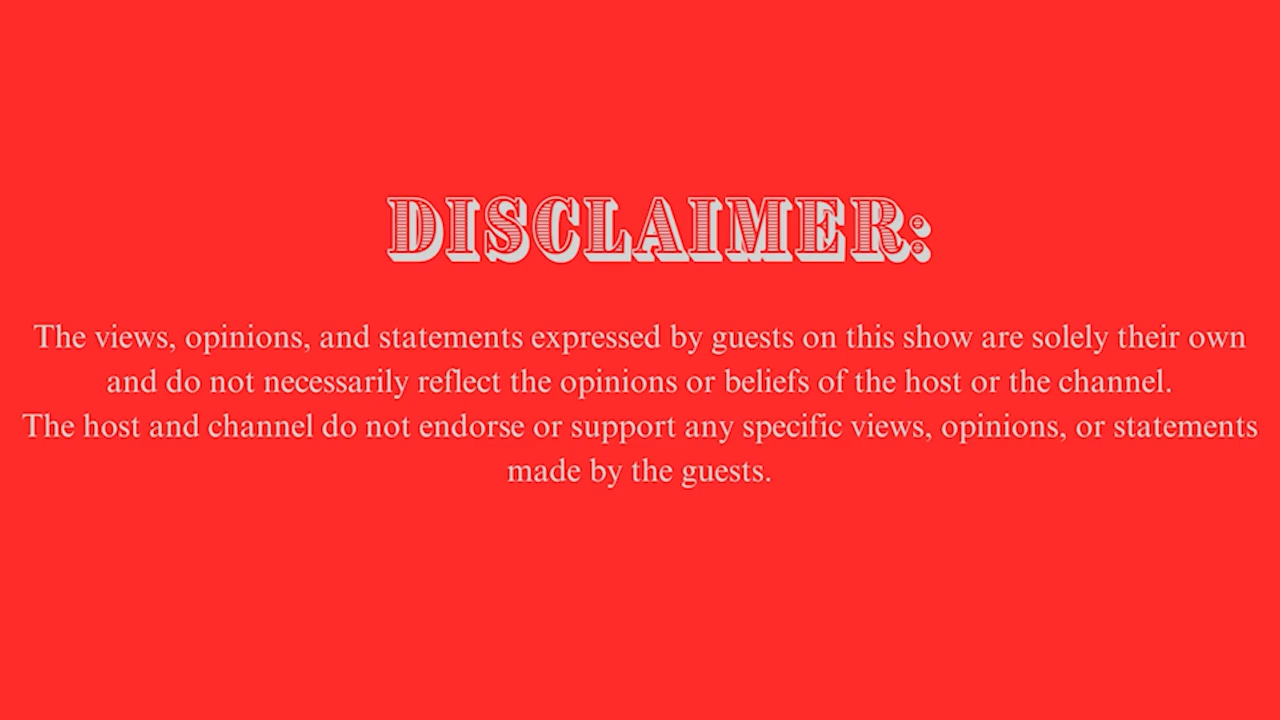 DISCLAIMER:
The views, opinions, and statements expressed by guests on this show are solely their own
and do not necessarily reflect the opinions or beliefs of the host or the channel.
The host and channel do not endorse or support any specific views, opinions, or statements
made by the guests.